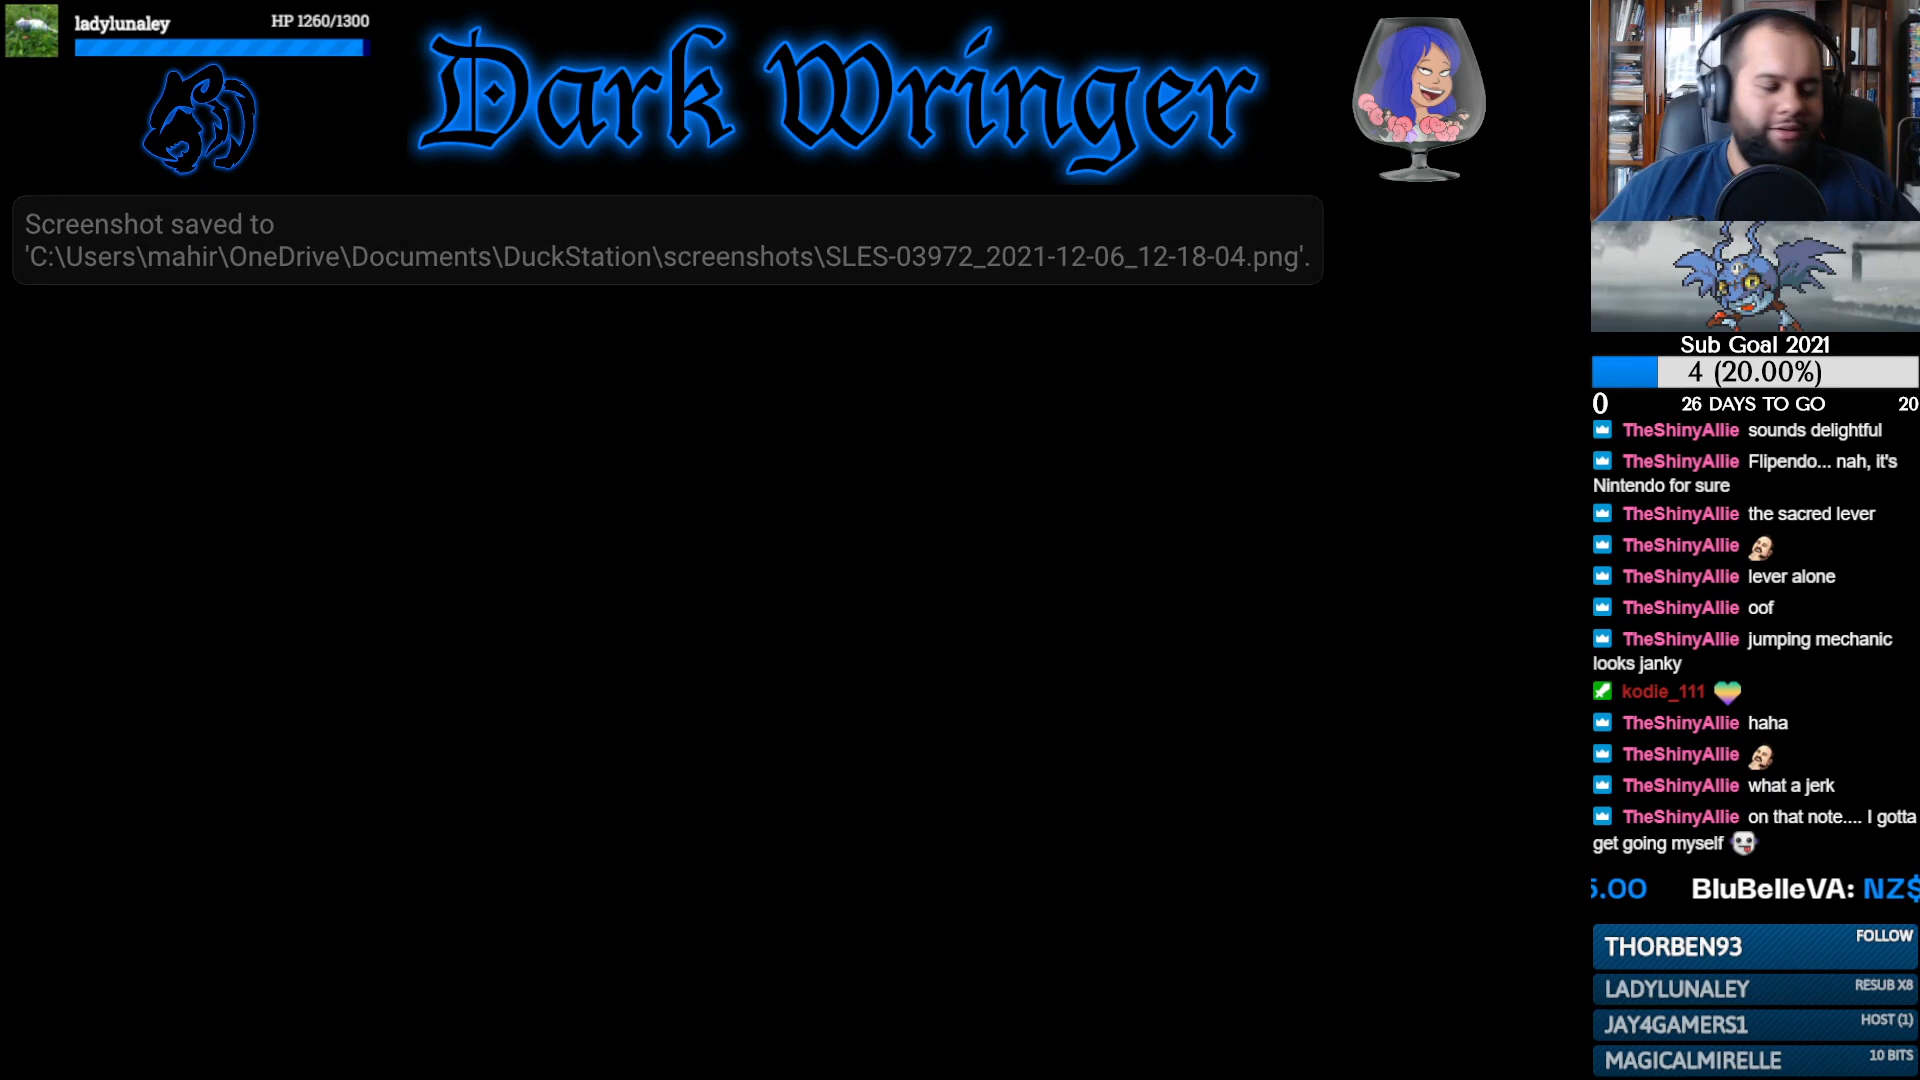 ladylunaley HP 1260/1300
Dark Wringer
Screenshot saved to
'C:\Users\mahir\OneDrive\Documents\DuckStation\screenshots\SLES-03972_2021-12-06_12-18-04.png'.
Sub Goal 2021
4 (20.00%)
0 26 DAYS TO GO 20
TheShinyAllie sounds delightful
TheShinyAllie Flipendo... nah, it's
Nintendo for sure
TheShinyAllie the sacred lever
TheShinyAllie
TheShinyAllie lever alone
TheShinyAllie oof
TheShinyAllie jumping mechanic
looks janky
kodie_111
TheShinyAllie haha
TheShinyAllie
TheShinyAllie what a jerk
TheShinyAllie on that note.... I gotta
get going myself
5.00 BluBelleVA: NZ$
THORBEN93 FOLLOW
LADYLUNALEY RESUB X8
JAY4GAMERS1 HOST (1)
MAGICALMIRELLE 10 BITS